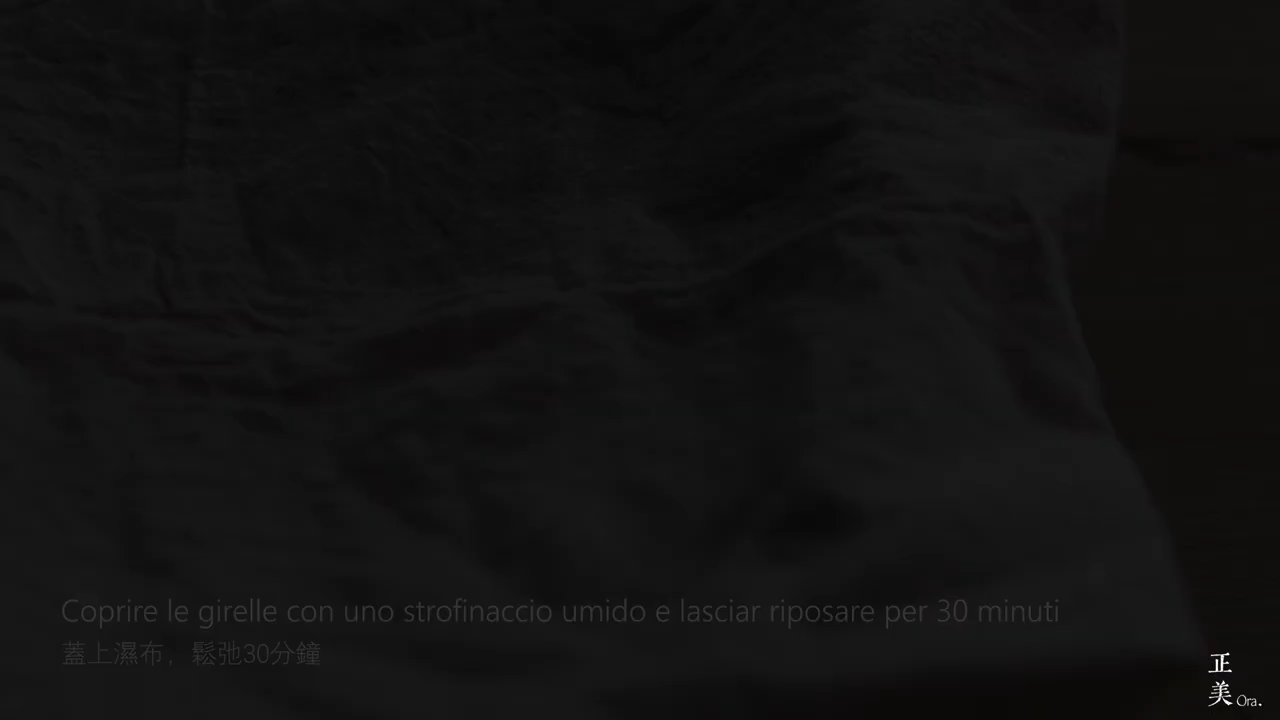 Coprire le girelle con uno strofinaccio umido e lasciar riposare per 30 minuti
蓋上濕布，鬆弛30分鐘
正
美 Ora.